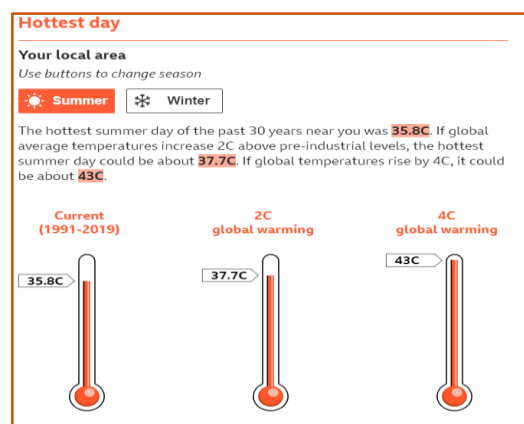 Hottest day
Your local area
Use buttons to change season
Summer
Winter
The hottest summer day of the past 30 years near you was 35.8C. If global
average temperatures increase 2C above pre-industrial levels, the hottest
summer day could be about 37.7C. If global temperatures rise by 4C, it could
be about 43C.
Current
(1991-2019)
2C
global warming
4C
global warming
35.8C
37.7C
43C